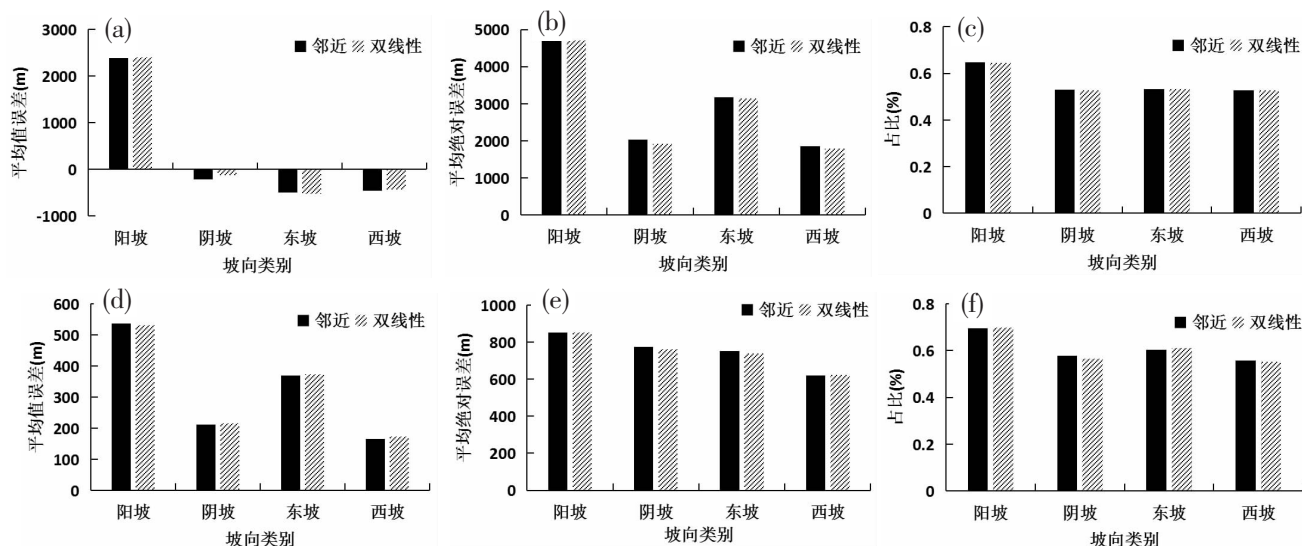 (a)
邻近 双线性
平均值误差(m)
3000
2000
1000
0
-1000
阳坡 阴坡 东坡 西坡
坡向类别
(b)
邻近 双线性
平均绝对误差(m)
5000
4000
3000
2000
1000
0
阳坡 阴坡 东坡 西坡
坡向类别
(c)
邻近 双线性
占比(%)
0.8
0.6
0.4
0.2
0
阳坡 阴坡 东坡 西坡
坡向类别
(d)
邻近 双线性
平均值误差(m)
600
500
400
300
200
100
0
阳坡 阴坡 东坡 西坡
坡向类别
(e)
邻近 双线性
平均绝对误差(m)
1000
800
600
400
200
0
阳坡 阴坡 东坡 西坡
坡向类别
(f)
邻近 双线性
占比(%)
0.8
0.6
0.4
0.2
0
阳坡 阴坡 东坡 西坡
坡向类别